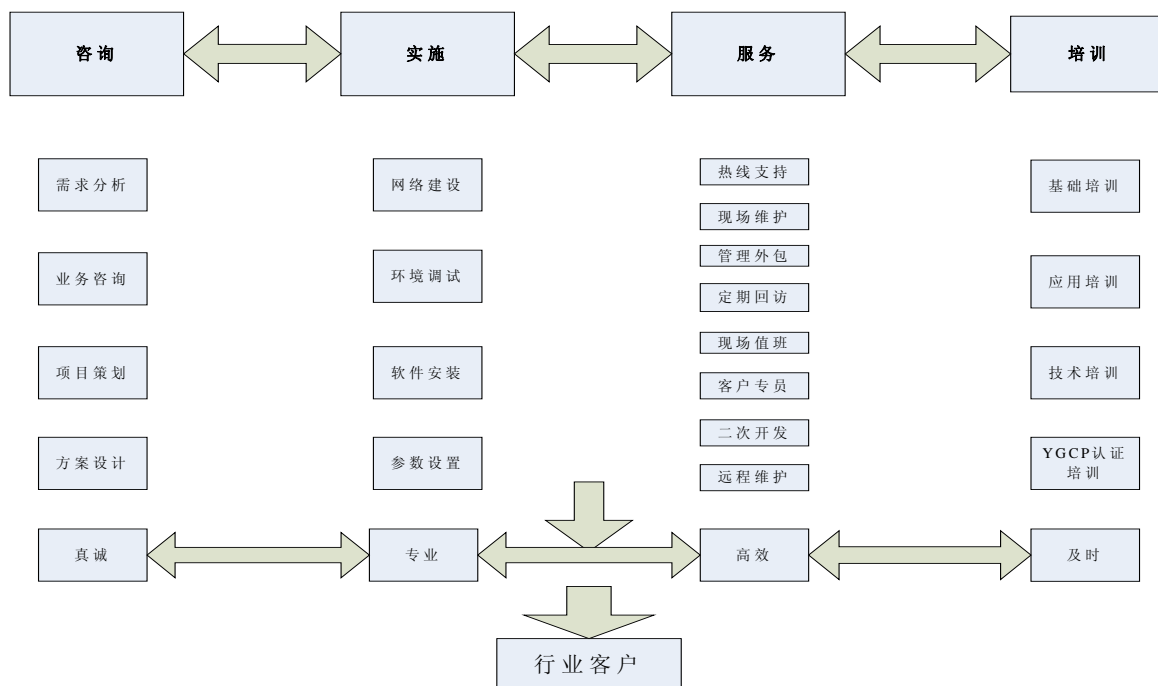 咨询
实施
服务
培训
需求分析
业务咨询
项目策划
方案设计
网络建设
环境调试
软件安装
参数设置
热线支持
现场维护
管理外包
定期回访
现场值班
客户专员
二次开发
远程维护
基础培训
应用培训
技术培训
YGCP认证
培训
真诚
专业
高效
及时
行业客户